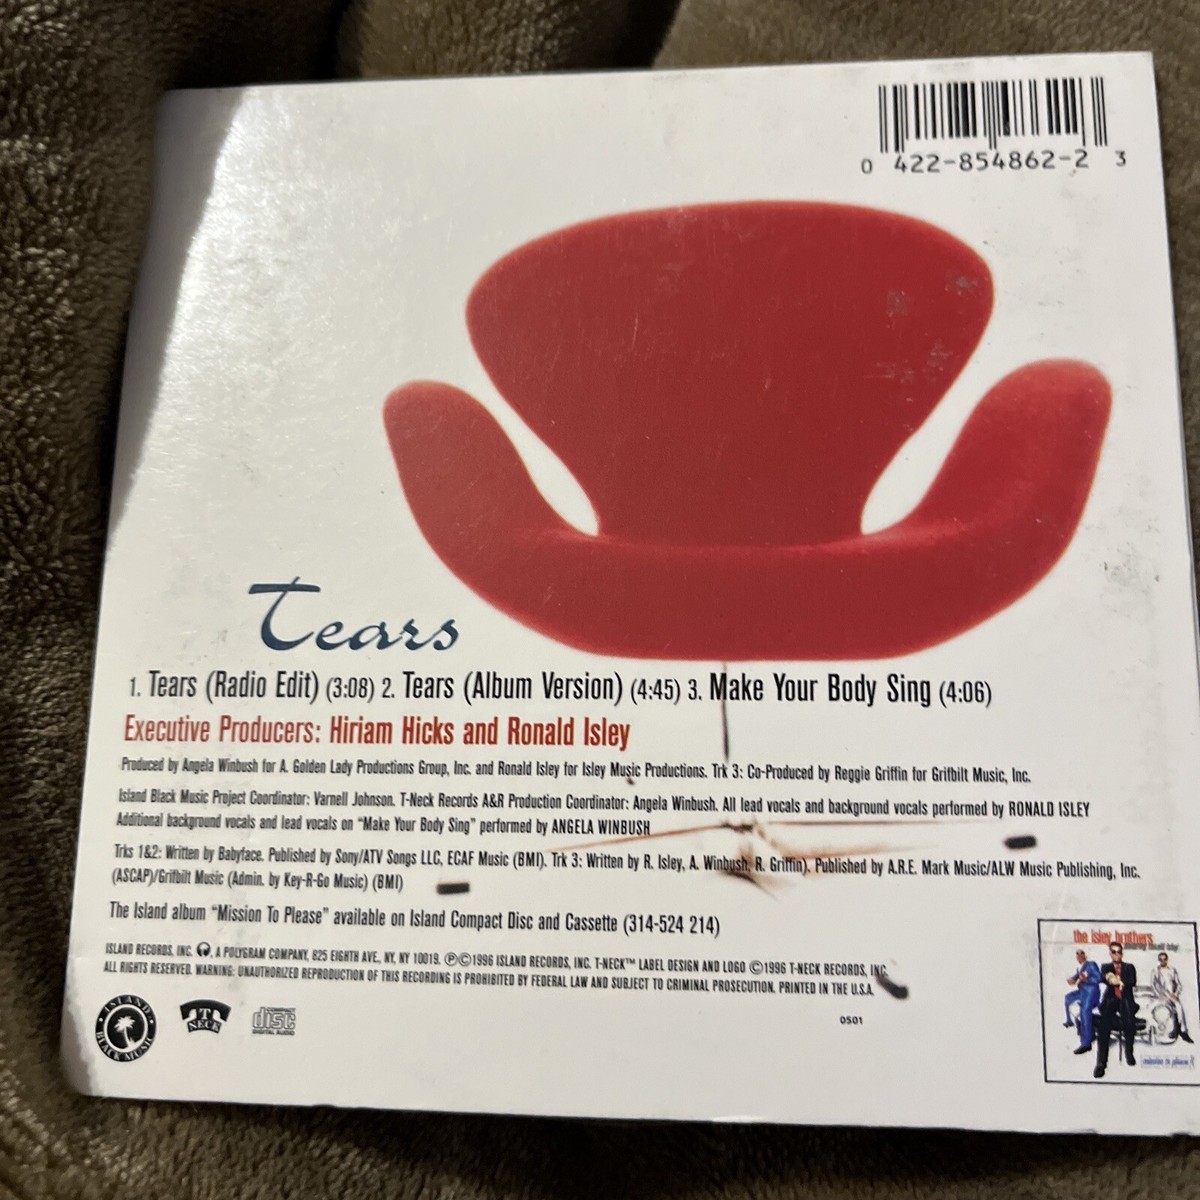 0 422-854862-2 3
Tears
1. Tears (Radio Edit) (3:08) 2. Tears (Album Version) (4:45) 3. Make Your Body Sing (4:06)
Executive Producers: Hiriam Hicks and Ronald Isley
Produced by Angela Winbush for A. Golden Lady Productions Group, Inc. and Ronald Isley for Isley Music Productions. Trk 3: Co-Produced by Reggie Griffin for Grifbilt Music, Inc.
Island Black Music Project Coordinator: Varnell Johnson. T-Neck Records A&R Production Coordinator: Angela Winbush. All lead vocals and background vocals performed by RONALD ISLEY
Additional background vocals and lead vocals on "Make Your Body Sing" performed by ANGELA WINBUSH
Trks 1&2: Written by Babyface. Published by Sony/ATV Songs LLC, ECAF Music (BMI). Trk 3: Written by R. Isley, A. Winbush, R. Griffin). Published by A.R.E. Mark Music/ALW Music Publishing, Inc.
(ASCAP)/Grifbilt Music (Admin. by Key-R-Go Music) (BMI)
The Island album "Mission To Please" available on Island Compact Disc and Cassette (314-524 214)
ISLAND RECORDS, INC. , A POLYGRAM COMPANY, 825 EIGHTH AVE., NY, NY 10019. ℗©1996 ISLAND RECORDS, INC. T-NECK™ LABEL DESIGN AND LOGO ©1996 T-NECK RECORDS, INC.
ALL RIGHTS RESERVED. WARNING: UNAUTHORIZED REPRODUCTION OF THIS RECORDING IS PROHIBITED BY FEDERAL LAW AND SUBJECT TO CRIMINAL PROSECUTION. PRINTED IN THE U.S.A.
ISLAND BLACK MUSIC
T NECK
COMPACT
disc
DIGITAL AUDIO
0501
the isley brothers